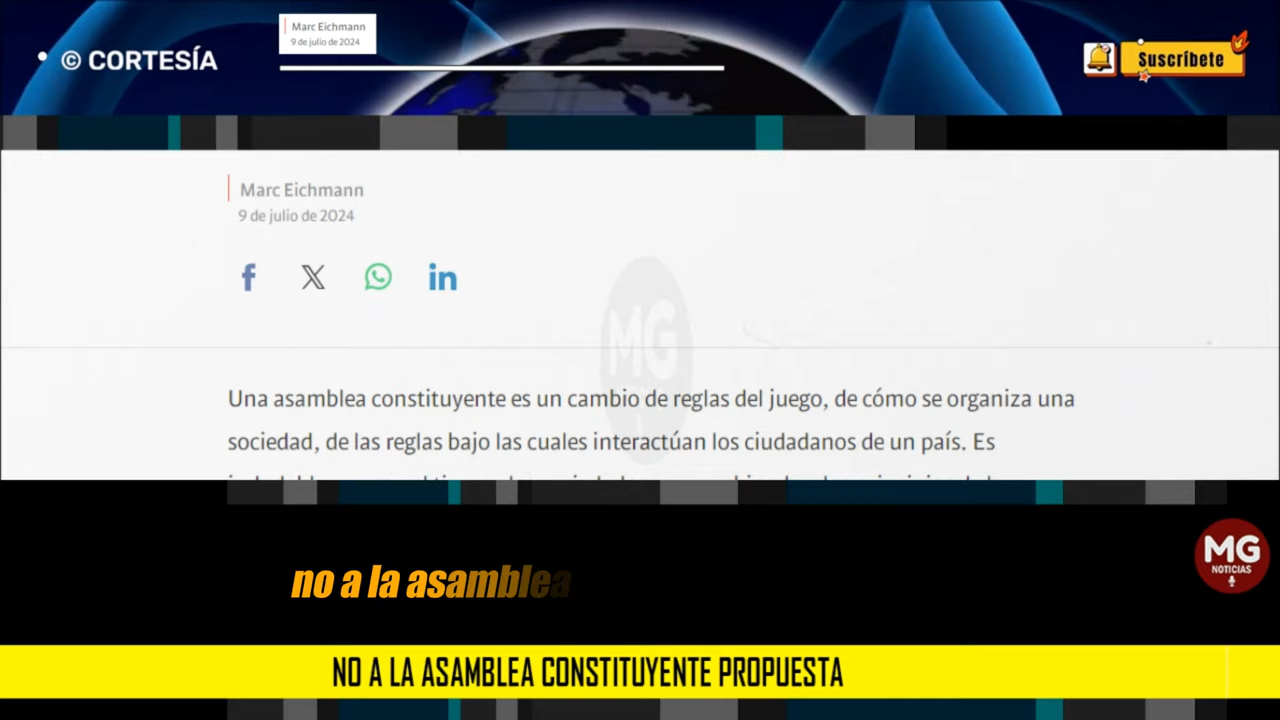 Marc Eichmann
9 de julio de 2024
© CORTESÍA
Suscríbete
Marc Eichmann
9 de julio de 2024
MG
Una asamblea constituyente es un cambio de reglas del juego, de cómo se organiza una
sociedad, de las reglas bajo las cuales interactúan los ciudadanos de un país. Es
no a la asamblea
MG
NOTICIAS
NO A LA ASAMBLEA CONSTITUYENTE PROPUESTA